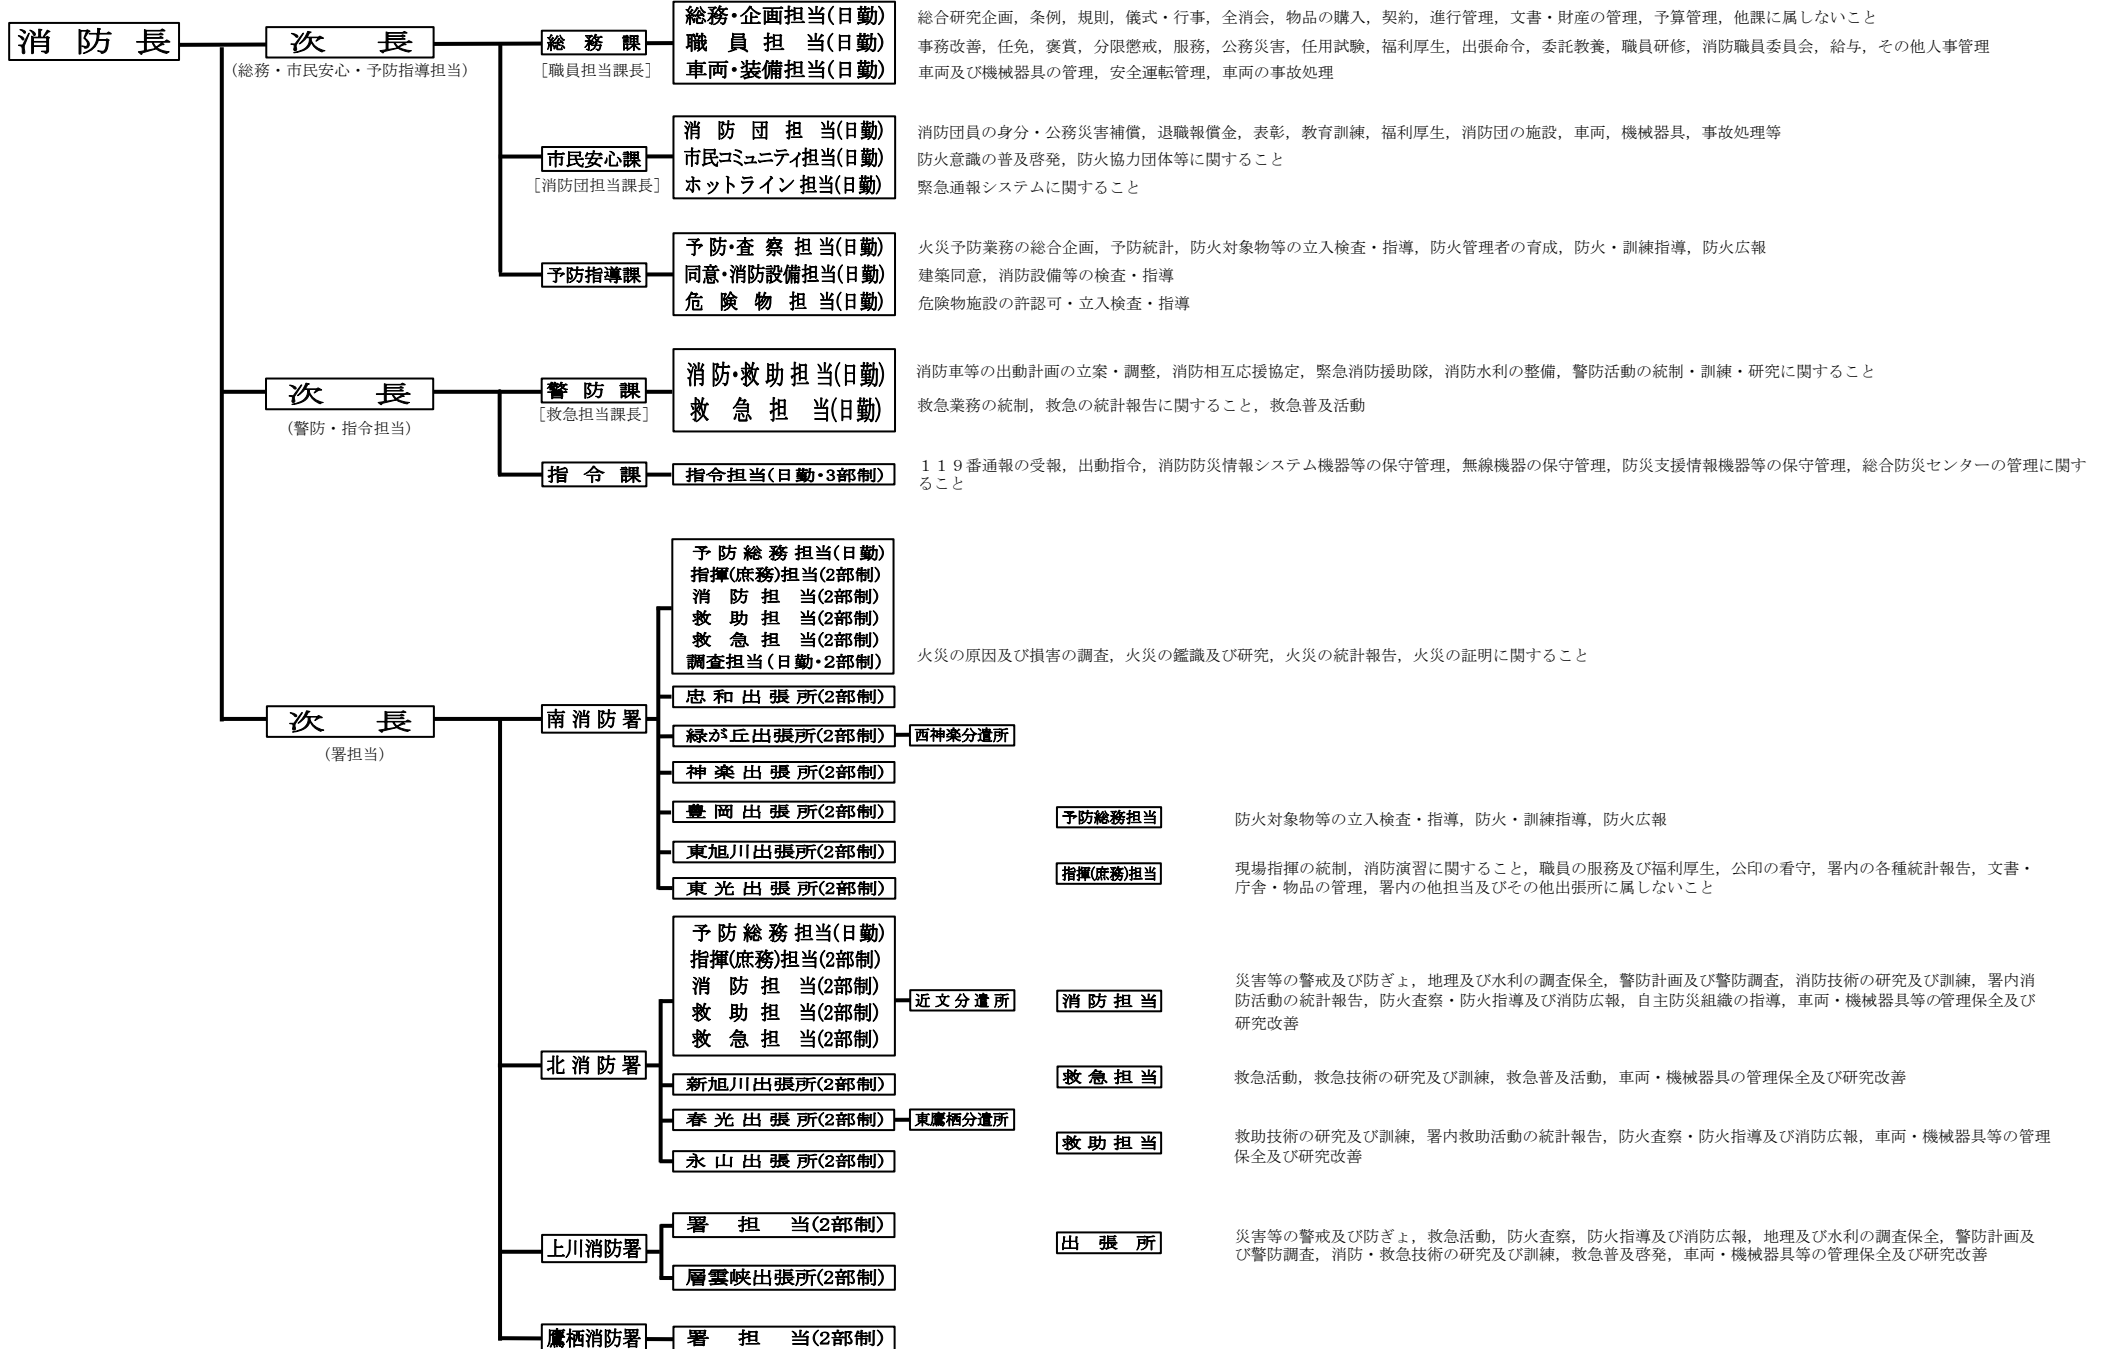 消防長
次長
(総務・市民安心・予防指導担当)
総務課
[職員担当課長]
総務・企画担当(日勤)
総合研究企画，条例，規則，儀式・行事，全消会，物品の購入，契約，進行管理，文書・財産の管理，予算管理，他課に属しないこと
職員担当(日勤)
事務改善，任免，褒賞，分限懲戒，服務，公務災害，任用試験，福利厚生，出張命令，委託教養，職員研修，消防職員委員会，給与，その他人事管理
車両・装備担当(日勤)
車両及び機械器具の管理，安全運転管理，車両の事故処理
市民安心課
[消防団担当課長]
消防団担当(日勤)
消防団員の身分・公務災害補償，退職報償金，表彰，教育訓練，福利厚生，消防団の施設，車両，機械器具，事故処理等
市民コミュニティ担当(日勤)
防火意識の普及啓発，防火協力団体等に関すること
ホットライン担当(日勤)
緊急通報システムに関すること
予防指導課
予防・査察担当(日勤)
火災予防業務の総合企画，予防統計，防火対象物等の立入検査・指導，防火管理者の育成，防火・訓練指導，防火広報
同意・消防設備担当(日勤)
建築同意，消防設備等の検査・指導
危険物担当(日勤)
危険物施設の許認可・立入検査・指導
次長
(警防・指令担当)
警防課
[救急担当課長]
消防・救助担当(日勤)
消防車等の出動計画の立案・調整，消防相互応援協定，緊急消防援助隊，消防水利の整備，警防活動の統制・訓練・研究に関すること
救急担当(日勤)
救急業務の統制，救急の統計報告に関すること，救急普及活動
指令課
指令担当(日勤・3部制)
１１９番通報の受報，出動指令，消防防災情報システム機器等の保守管理，無線機器の保守管理，防災支援情報機器等の保守管理，総合防災センターの管理に関す
ること
次長
(署担当)
南消防署
予防総務担当(日勤)
指揮(庶務)担当(2部制)
消防担当(2部制)
救助担当(2部制)
救急担当(2部制)
調査担当(日勤・2部制)
火災の原因及び損害の調査，火災の鑑識及び研究，火災の統計報告，火災の証明に関すること
忠和出張所(2部制)
緑が丘出張所(2部制)
西神楽分遣所
神楽出張所(2部制)
豊岡出張所(2部制)
東旭川出張所(2部制)
東光出張所(2部制)
北消防署
予防総務担当(日勤)
指揮(庶務)担当(2部制)
消防担当(2部制)
救助担当(2部制)
救急担当(2部制)
近文分遣所
新旭川出張所(2部制)
春光出張所(2部制)
東鷹栖分遣所
永山出張所(2部制)
上川消防署
署担当(2部制)
層雲峡出張所(2部制)
鷹栖消防署
署担当(2部制)
予防総務担当
防火対象物等の立入検査・指導，防火・訓練指導，防火広報
指揮(庶務)担当
現場指揮の統制，消防演習に関すること，職員の服務及び福利厚生，公印の看守，署内の各種統計報告，文書・
庁舎・物品の管理，署内の他担当及びその他出張所に属しないこと
消防担当
災害等の警戒及び防ぎょ，地理及び水利の調査保全，警防計画及び警防調査，消防技術の研究及び訓練，署内消
防活動の統計報告，防火査察・防火指導及び消防広報，自主防災組織の指導，車両・機械器具等の管理保全及び
研究改善
救急担当
救急活動，救急技術の研究及び訓練，救急普及活動，車両・機械器具の管理保全及び研究改善
救助担当
救助技術の研究及び訓練，署内救助活動の統計報告，防火査察・防火指導及び消防広報，車両・機械器具等の管理
保全及び研究改善
出張所
災害等の警戒及び防ぎょ，救急活動，防火査察，防火指導及び消防広報，地理及び水利の調査保全，警防計画及
び警防調査，消防・救急技術の研究及び訓練，救急普及啓発，車両・機械器具等の管理保全及び研究改善